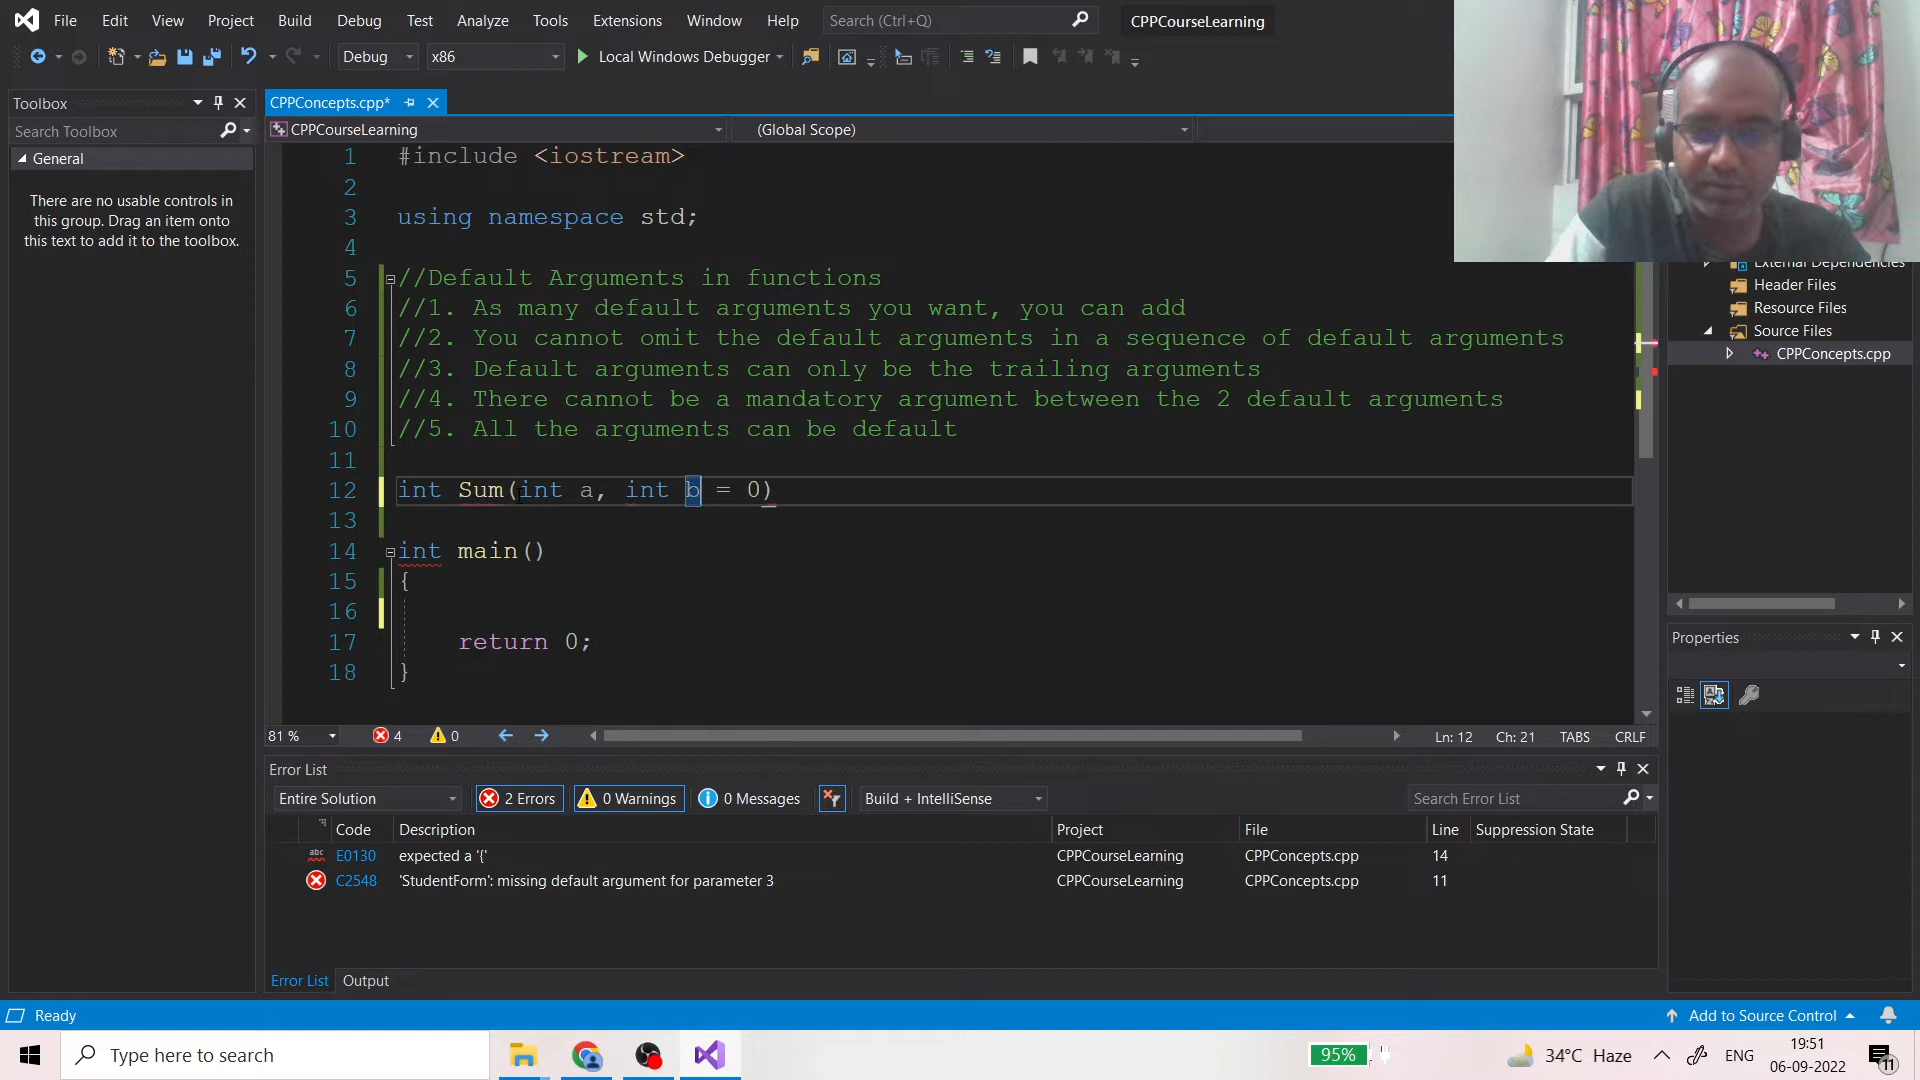 File Edit View Project Build Debug Test Analyze Tools Extensions Window Help Search (Ctrl+Q) CPPCourseLearning
Debug x86 Local Windows Debugger
Toolbox
Search Toolbox
General
There are no usable controls in
this group. Drag an item onto
this text to add it to the toolbox.
CPPConcepts.cpp*
CPPCourseLearning (Global Scope)
1 #include <iostream>
2
3 using namespace std;
4
5 //Default Arguments in functions
6 //1. As many default arguments you want, you can add
7 //2. You cannot omit the default arguments in a sequence of default arguments
8 //3. Default arguments can only be the trailing arguments
9 //4. There cannot be a mandatory argument between the 2 default arguments
10 //5. All the arguments can be default
11
12 int Sum(int a, int b = 0)
13
14 int main()
15 {
16
17 return 0;
18 }
81 % 4 0 Ln: 12 Ch: 21 TABS CRLF
External Dependencies
Header Files
Resource Files
Source Files
CPPConcepts.cpp
Properties
Error List
Entire Solution 2 Errors 0 Warnings 0 Messages Build + IntelliSense Search Error List
Code Description Project File Line Suppression State
abc E0130 expected a '{' CPPCourseLearning CPPConcepts.cpp 14
C2548 'StudentForm': missing default argument for parameter 3 CPPCourseLearning CPPConcepts.cpp 11
Error List Output
Ready Add to Source Control
Type here to search 95% 34°C Haze ENG 19:51
06-09-2022 11